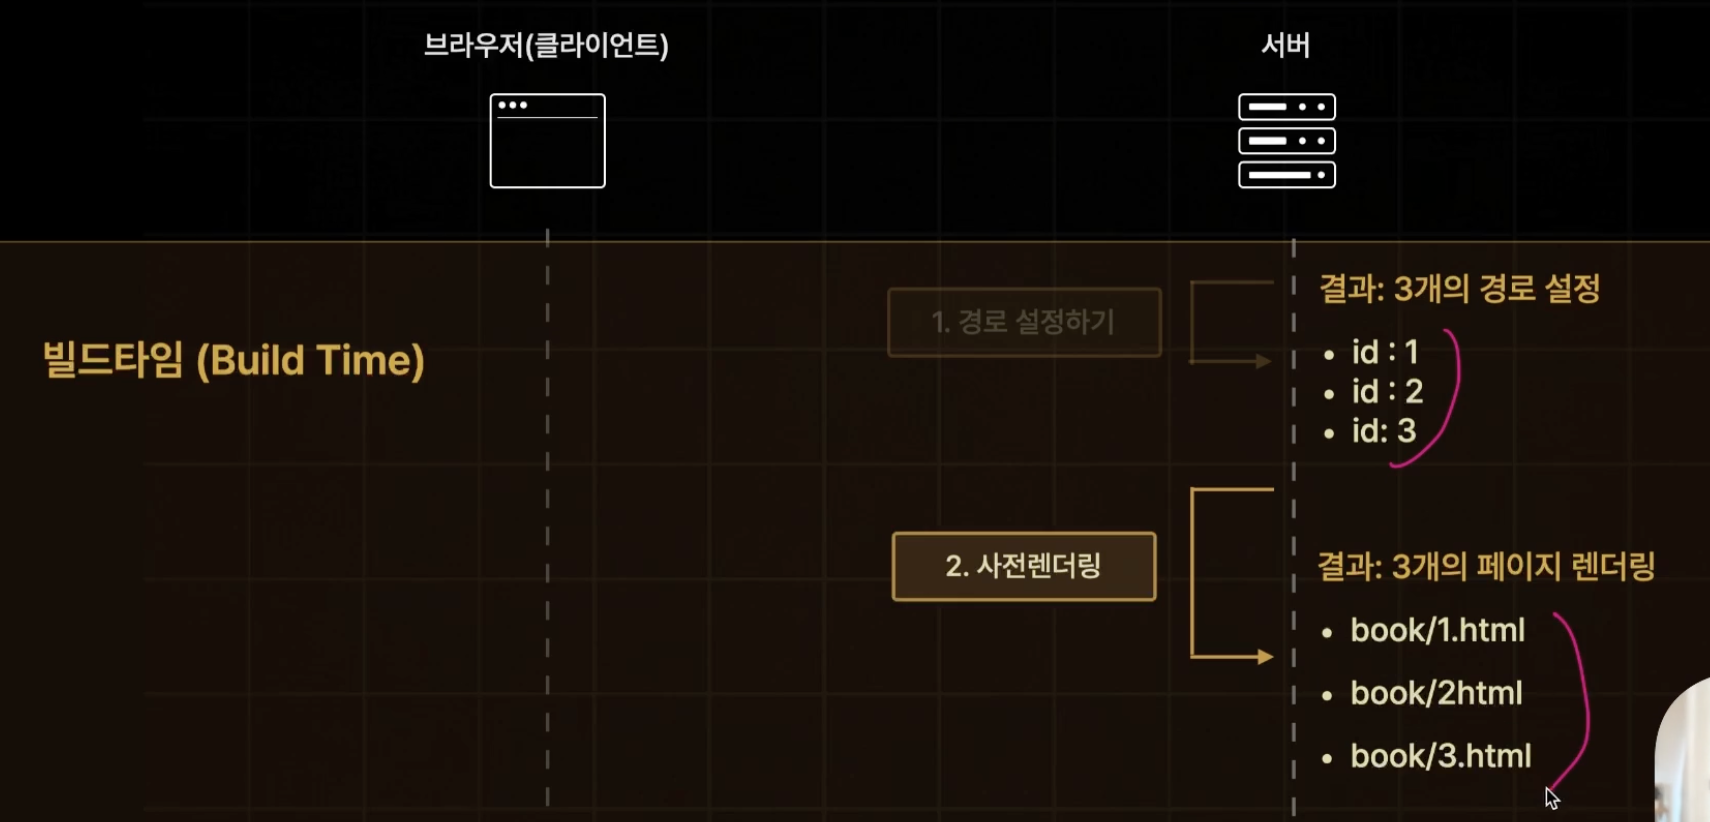 브라우저(클라이언트)
서버
빌드타임 (Build Time)
1. 경로 설정하기
결과: 3개의 경로 설정
• id : 1
• id : 2
• id: 3
2. 사전렌더링
결과: 3개의 페이지 렌더링
• book/1.html
• book/2html
• book/3.html